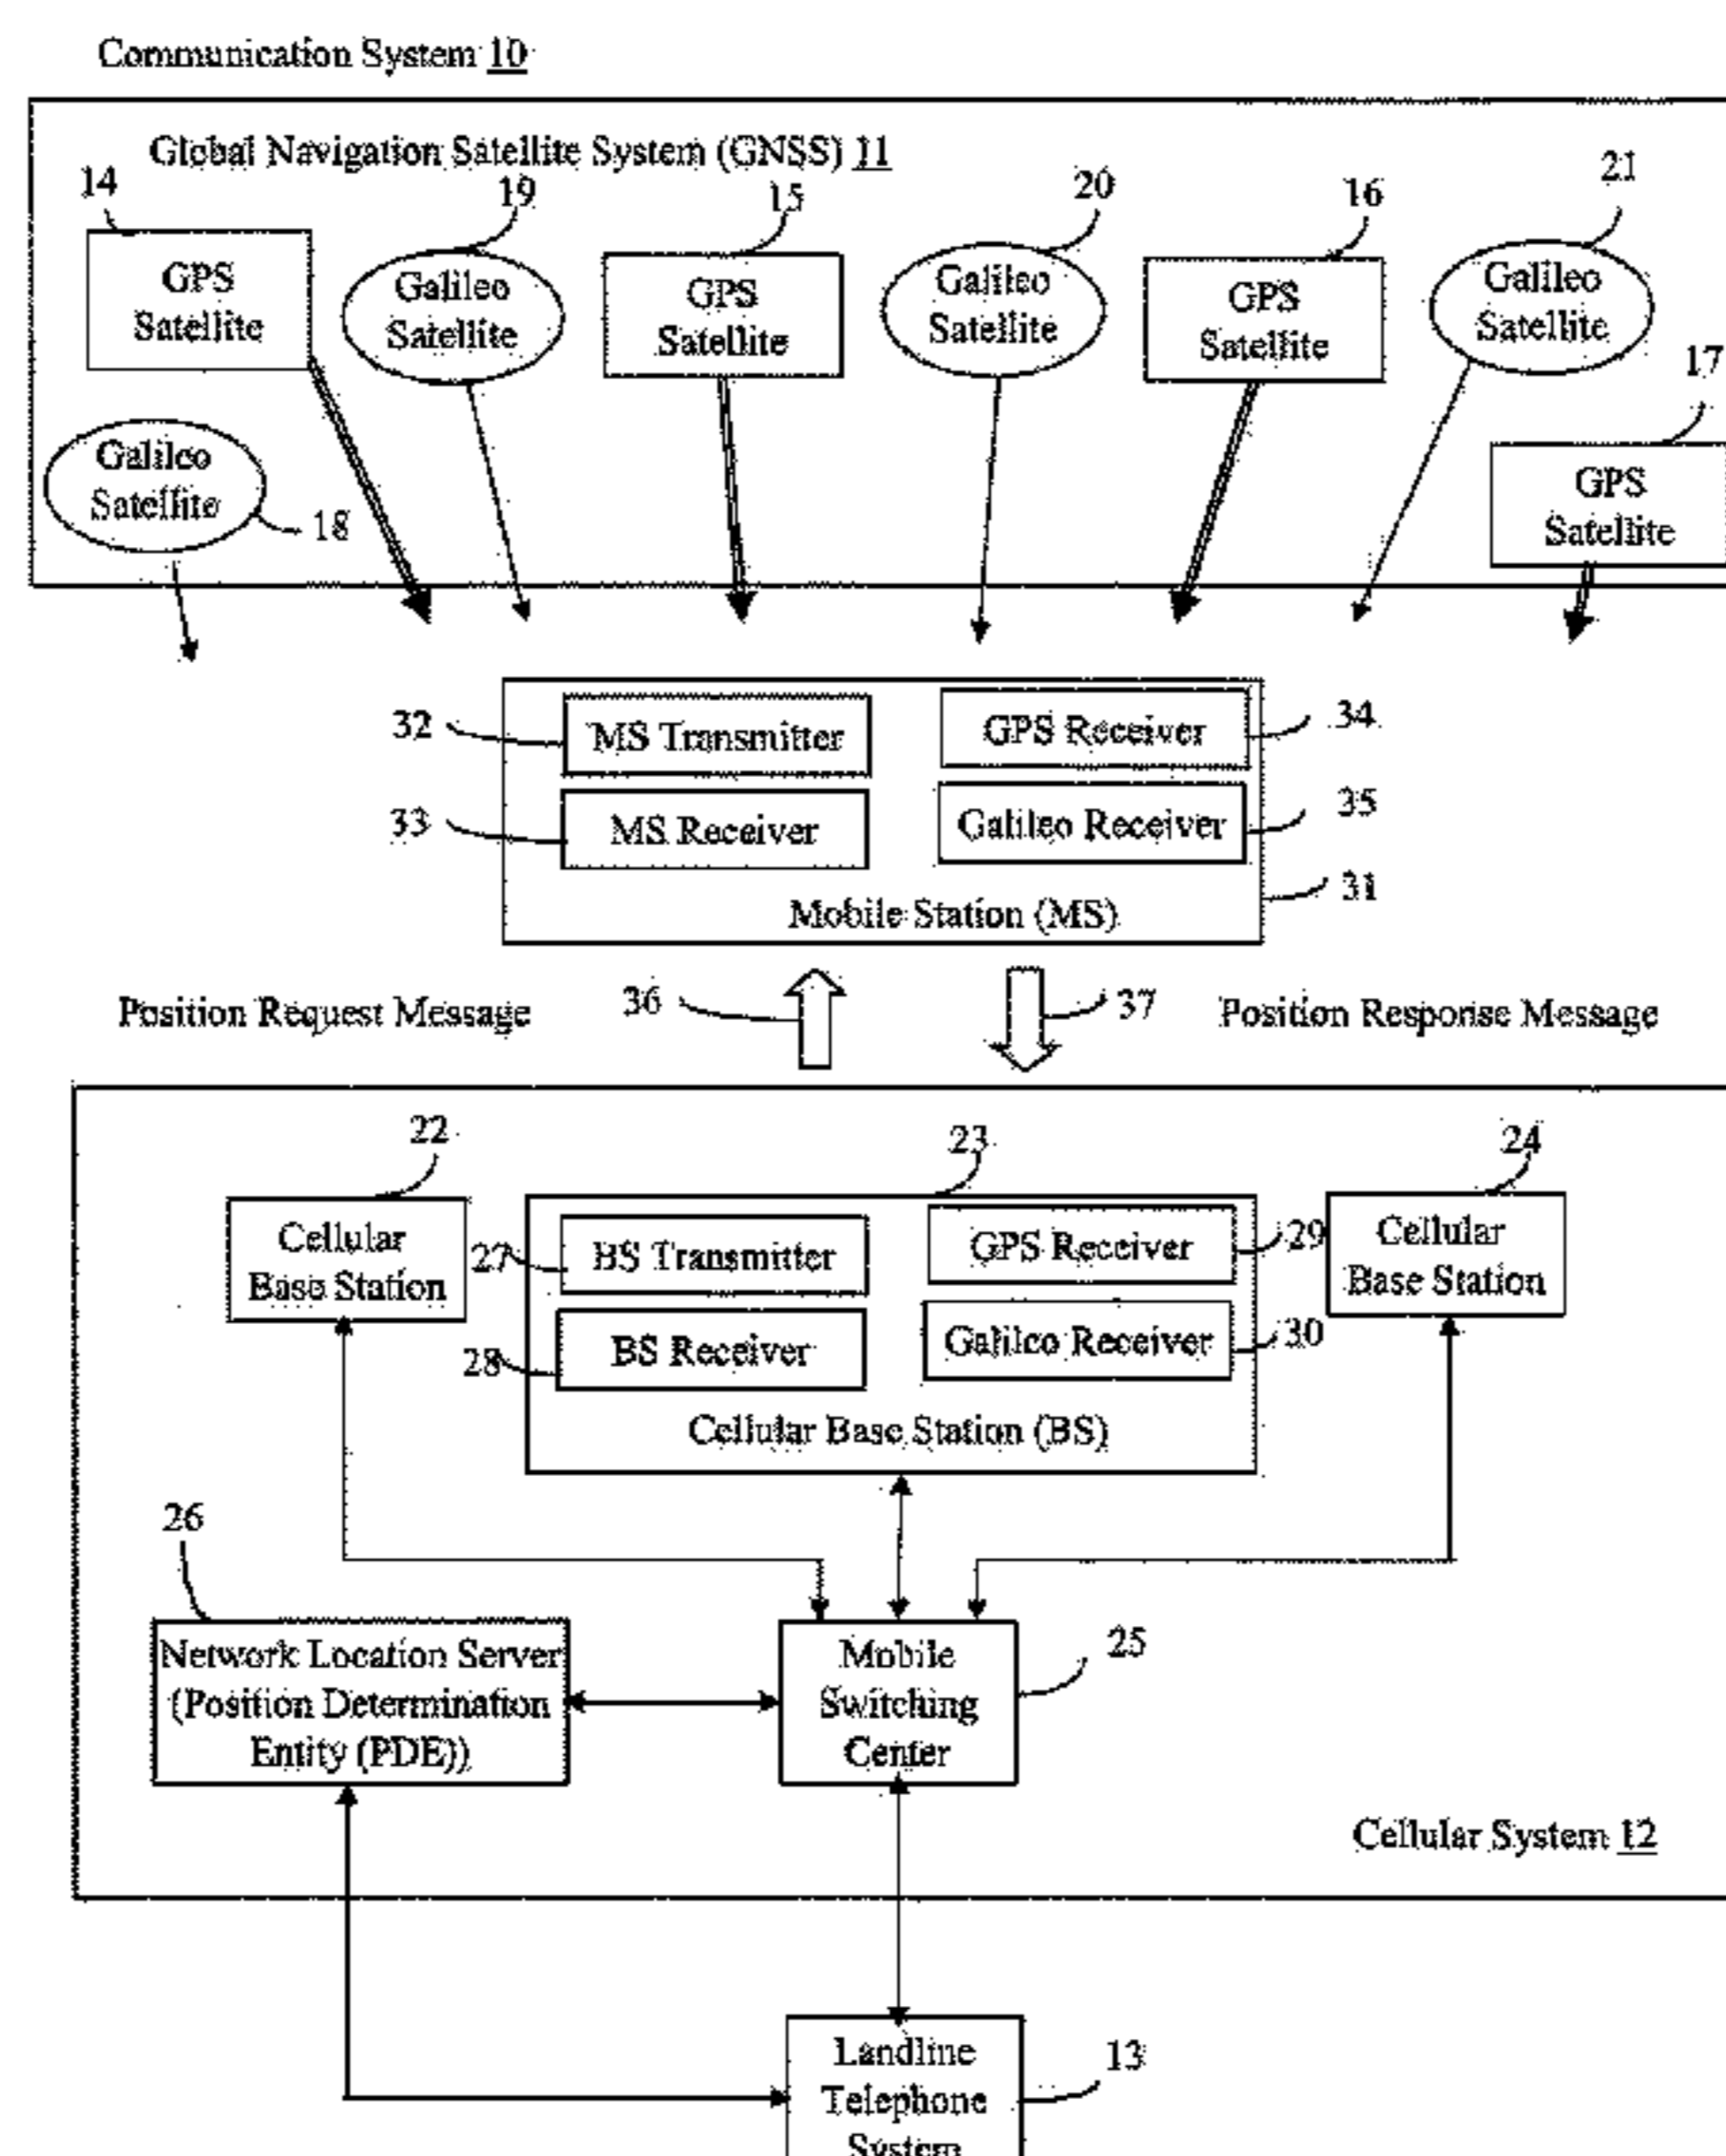 Communication System 10
Global Navigation Satellite System (GNSS) 11
14
19
15
20
16
21
GPS
Satellite
Galileo
Satellite
GPS
Satellite
Galileo
Satellite
GPS
Satellite
Galileo
Satellite
17
Galileo
Satellite
18
GPS
Satellite
32
MS Transmitter
GPS Receiver
34
33
MS Receiver
Galileo Receiver
35
31
Mobile Station (MS)
Position Request Message
36
37
Position Response Message
22
23
24
Cellular
Base Station
27
BS Transmitter
GPS Receiver
29
Cellular
Base Station
28
BS Receiver
Galileo Receiver
30
Cellular Base Station (BS)
26
Network Location Server
(Position Determination
Entity (PDE))
Mobile
Switching
Center
25
Cellular System 12
Landline
Telephone
System
13